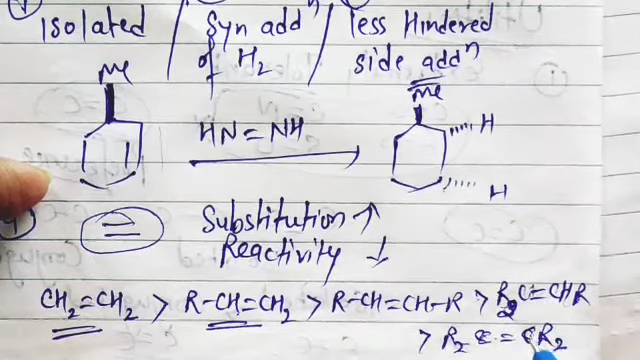 Isolated / Syn addⁿ of H₂ / less Hindered side addⁿ
Me
HN=NH
Me
H
H
Substitution ↑
Reactivity ↓
CH₂=CH₂ > R-CH=CH₂ > R-CH=CH-R > R₂C=CHR
> R₂C=CR₂